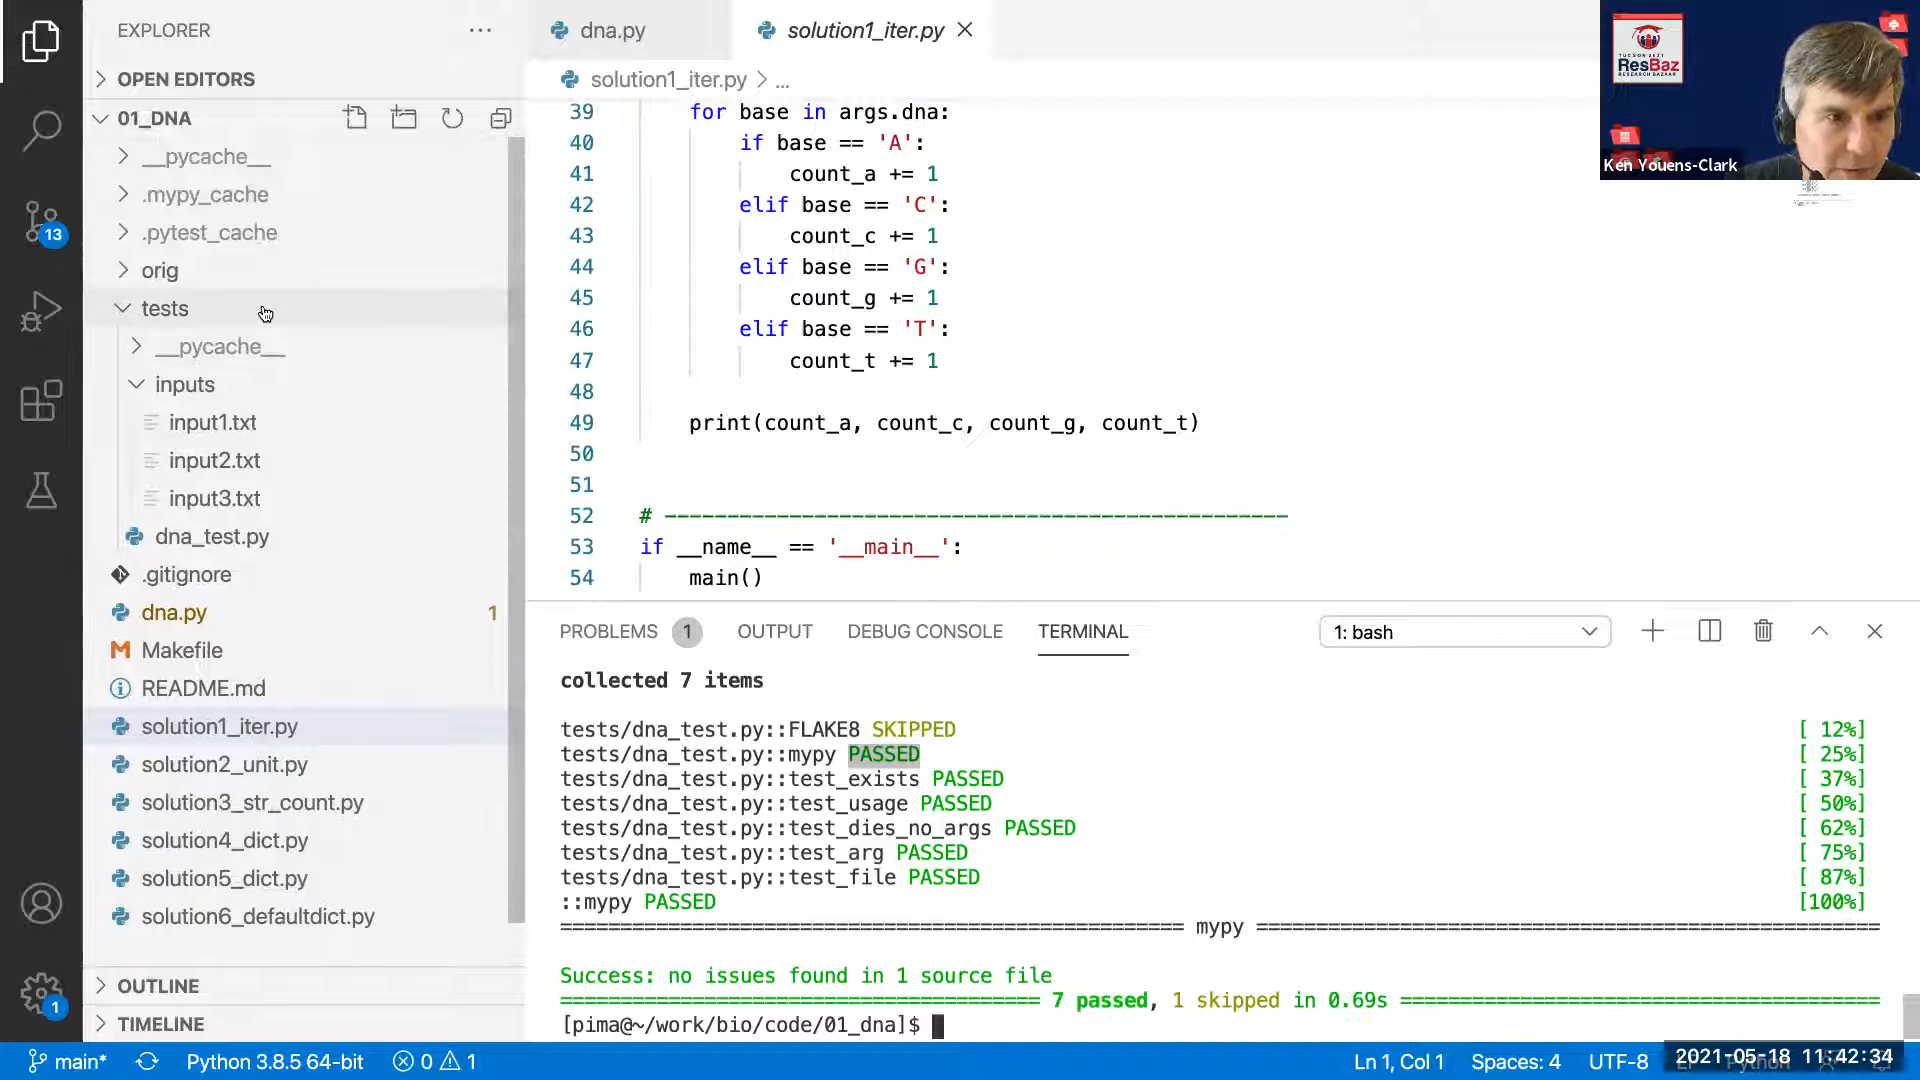 EXPLORER
OPEN EDITORS
01_DNA
__pycache__
.mypy_cache
.pytest_cache
orig
tests
__pycache__
inputs
input1.txt
input2.txt
input3.txt
dna_test.py
.gitignore
dna.py 1
Makefile
README.md
solution1_iter.py
solution2_unit.py
solution3_str_count.py
solution4_dict.py
solution5_dict.py
solution6_defaultdict.py
OUTLINE
TIMELINE
13
1
dna.py
solution1_iter.py
solution1_iter.py > ...
39 for base in args.dna:
40 if base == 'A':
41 count_a += 1
42 elif base == 'C':
43 count_c += 1
44 elif base == 'G':
45 count_g += 1
46 elif base == 'T':
47 count_t += 1
48
49 print(count_a, count_c, count_g, count_t)
50
51
52 # --------------------------------------------------
53 if __name__ == '__main__':
54 main()
TUCSON 2021
ResBaz
RESEARCH BAZAAR
Ken Youens-Clark
PROBLEMS 1 OUTPUT DEBUG CONSOLE TERMINAL 1: bash
collected 7 items
tests/dna_test.py::FLAKE8 SKIPPED [ 12%]
tests/dna_test.py::mypy PASSED [ 25%]
tests/dna_test.py::test_exists PASSED [ 37%]
tests/dna_test.py::test_usage PASSED [ 50%]
tests/dna_test.py::test_dies_no_args PASSED [ 62%]
tests/dna_test.py::test_arg PASSED [ 75%]
tests/dna_test.py::test_file PASSED [ 87%]
::mypy PASSED [100%]
==================== mypy ====================
Success: no issues found in 1 source file
==================== 7 passed, 1 skipped in 0.69s ====================
[pima@~/work/bio/code/01_dna]$
main* Python 3.8.5 64-bit 0 1 Ln 1, Col 1 Spaces: 4 UTF-8 Python
2021-05-18 11:42:34